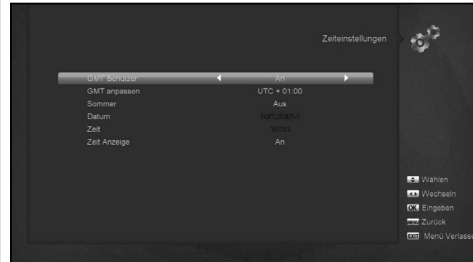 Zeiteinstellungen
GMT Benutzer An
GMT anpassen UTC + 01:00
Sommer Aus
Datum
Zeit
Zeit Anzeige An
Wählen
Wechseln
OK Eingeben
Zurück
EXIT Menü Verlasse